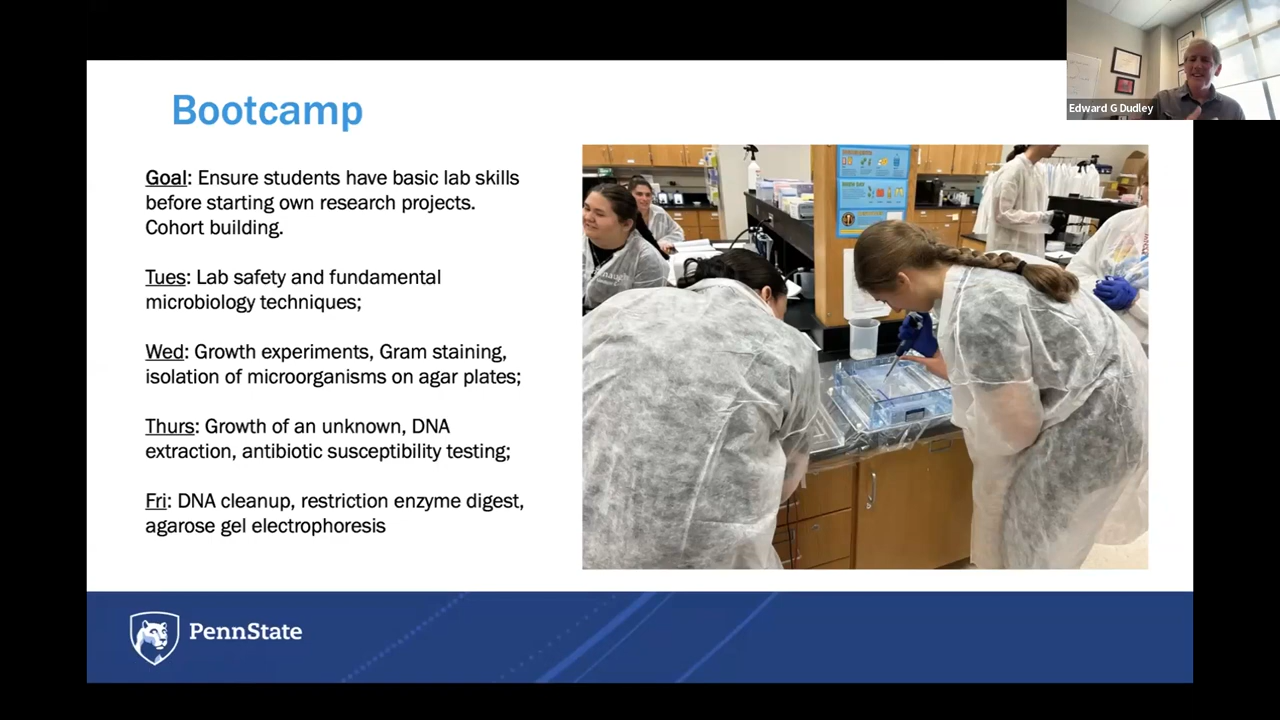 Bootcamp
Edward G Dudley
Goal: Ensure students have basic lab skills
before starting own research projects.
Cohort building.
Tues: Lab safety and fundamental
microbiology techniques;
Wed: Growth experiments, Gram staining,
isolation of microorganisms on agar plates;
Thurs: Growth of an unknown, DNA
extraction, antibiotic susceptibility testing;
Fri: DNA cleanup, restriction enzyme digest,
agarose gel electrophoresis
PennState